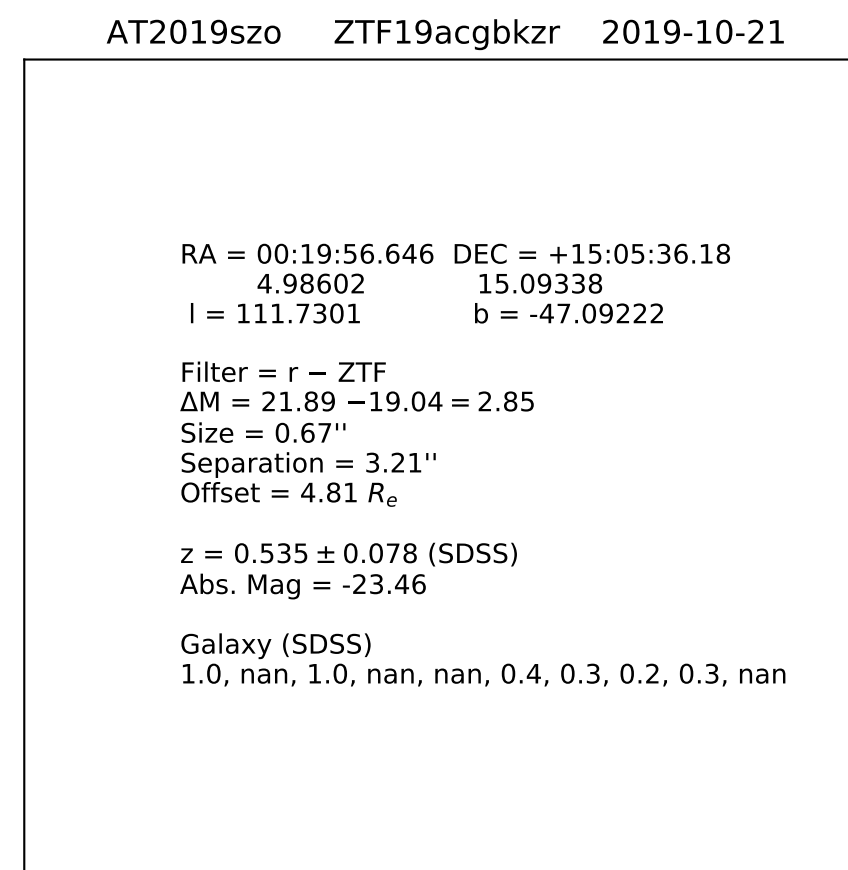 AT2019szo ZTF19acgbkzr 2019-10-21
RA = 00:19:56.646 DEC = +15:05:36.18
4.98602 15.09338
l = 111.7301 b = -47.09222
Filter = r − ZTF
ΔM = 21.89 −19.04 = 2.85
Size = 0.67''
Separation = 3.21''
Offset = 4.81 Re
z = 0.535 ± 0.078 (SDSS)
Abs. Mag = -23.46
Galaxy (SDSS)
1.0, nan, 1.0, nan, nan, 0.4, 0.3, 0.2, 0.3, nan